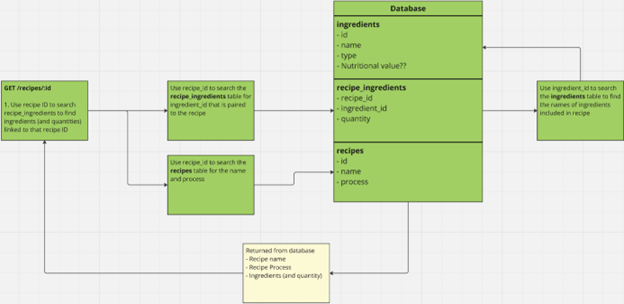 Database
ingredients
- id
- name
- type
- Nutritional value??
GET /recipes/:id
1. Use recipe ID to search
recipe_ingredients to find
ingredients (and quantities)
linked to that recipe ID
Use recipe_id to search the
recipe_ingredients table for
ingredient_id that is paired to
the recipe
recipe_ingredients
- recipe_id
- ingredient_id
- quantity
Use ingredient_id to search
the ingredients table to find
the names of ingredients
included in recipe
Use recipe_id to search the
recipes table for the name
and process
recipes
- id
- name
- process
Returned from database
- Recipe name
- Recipe Process
- Ingredients (and quantity)